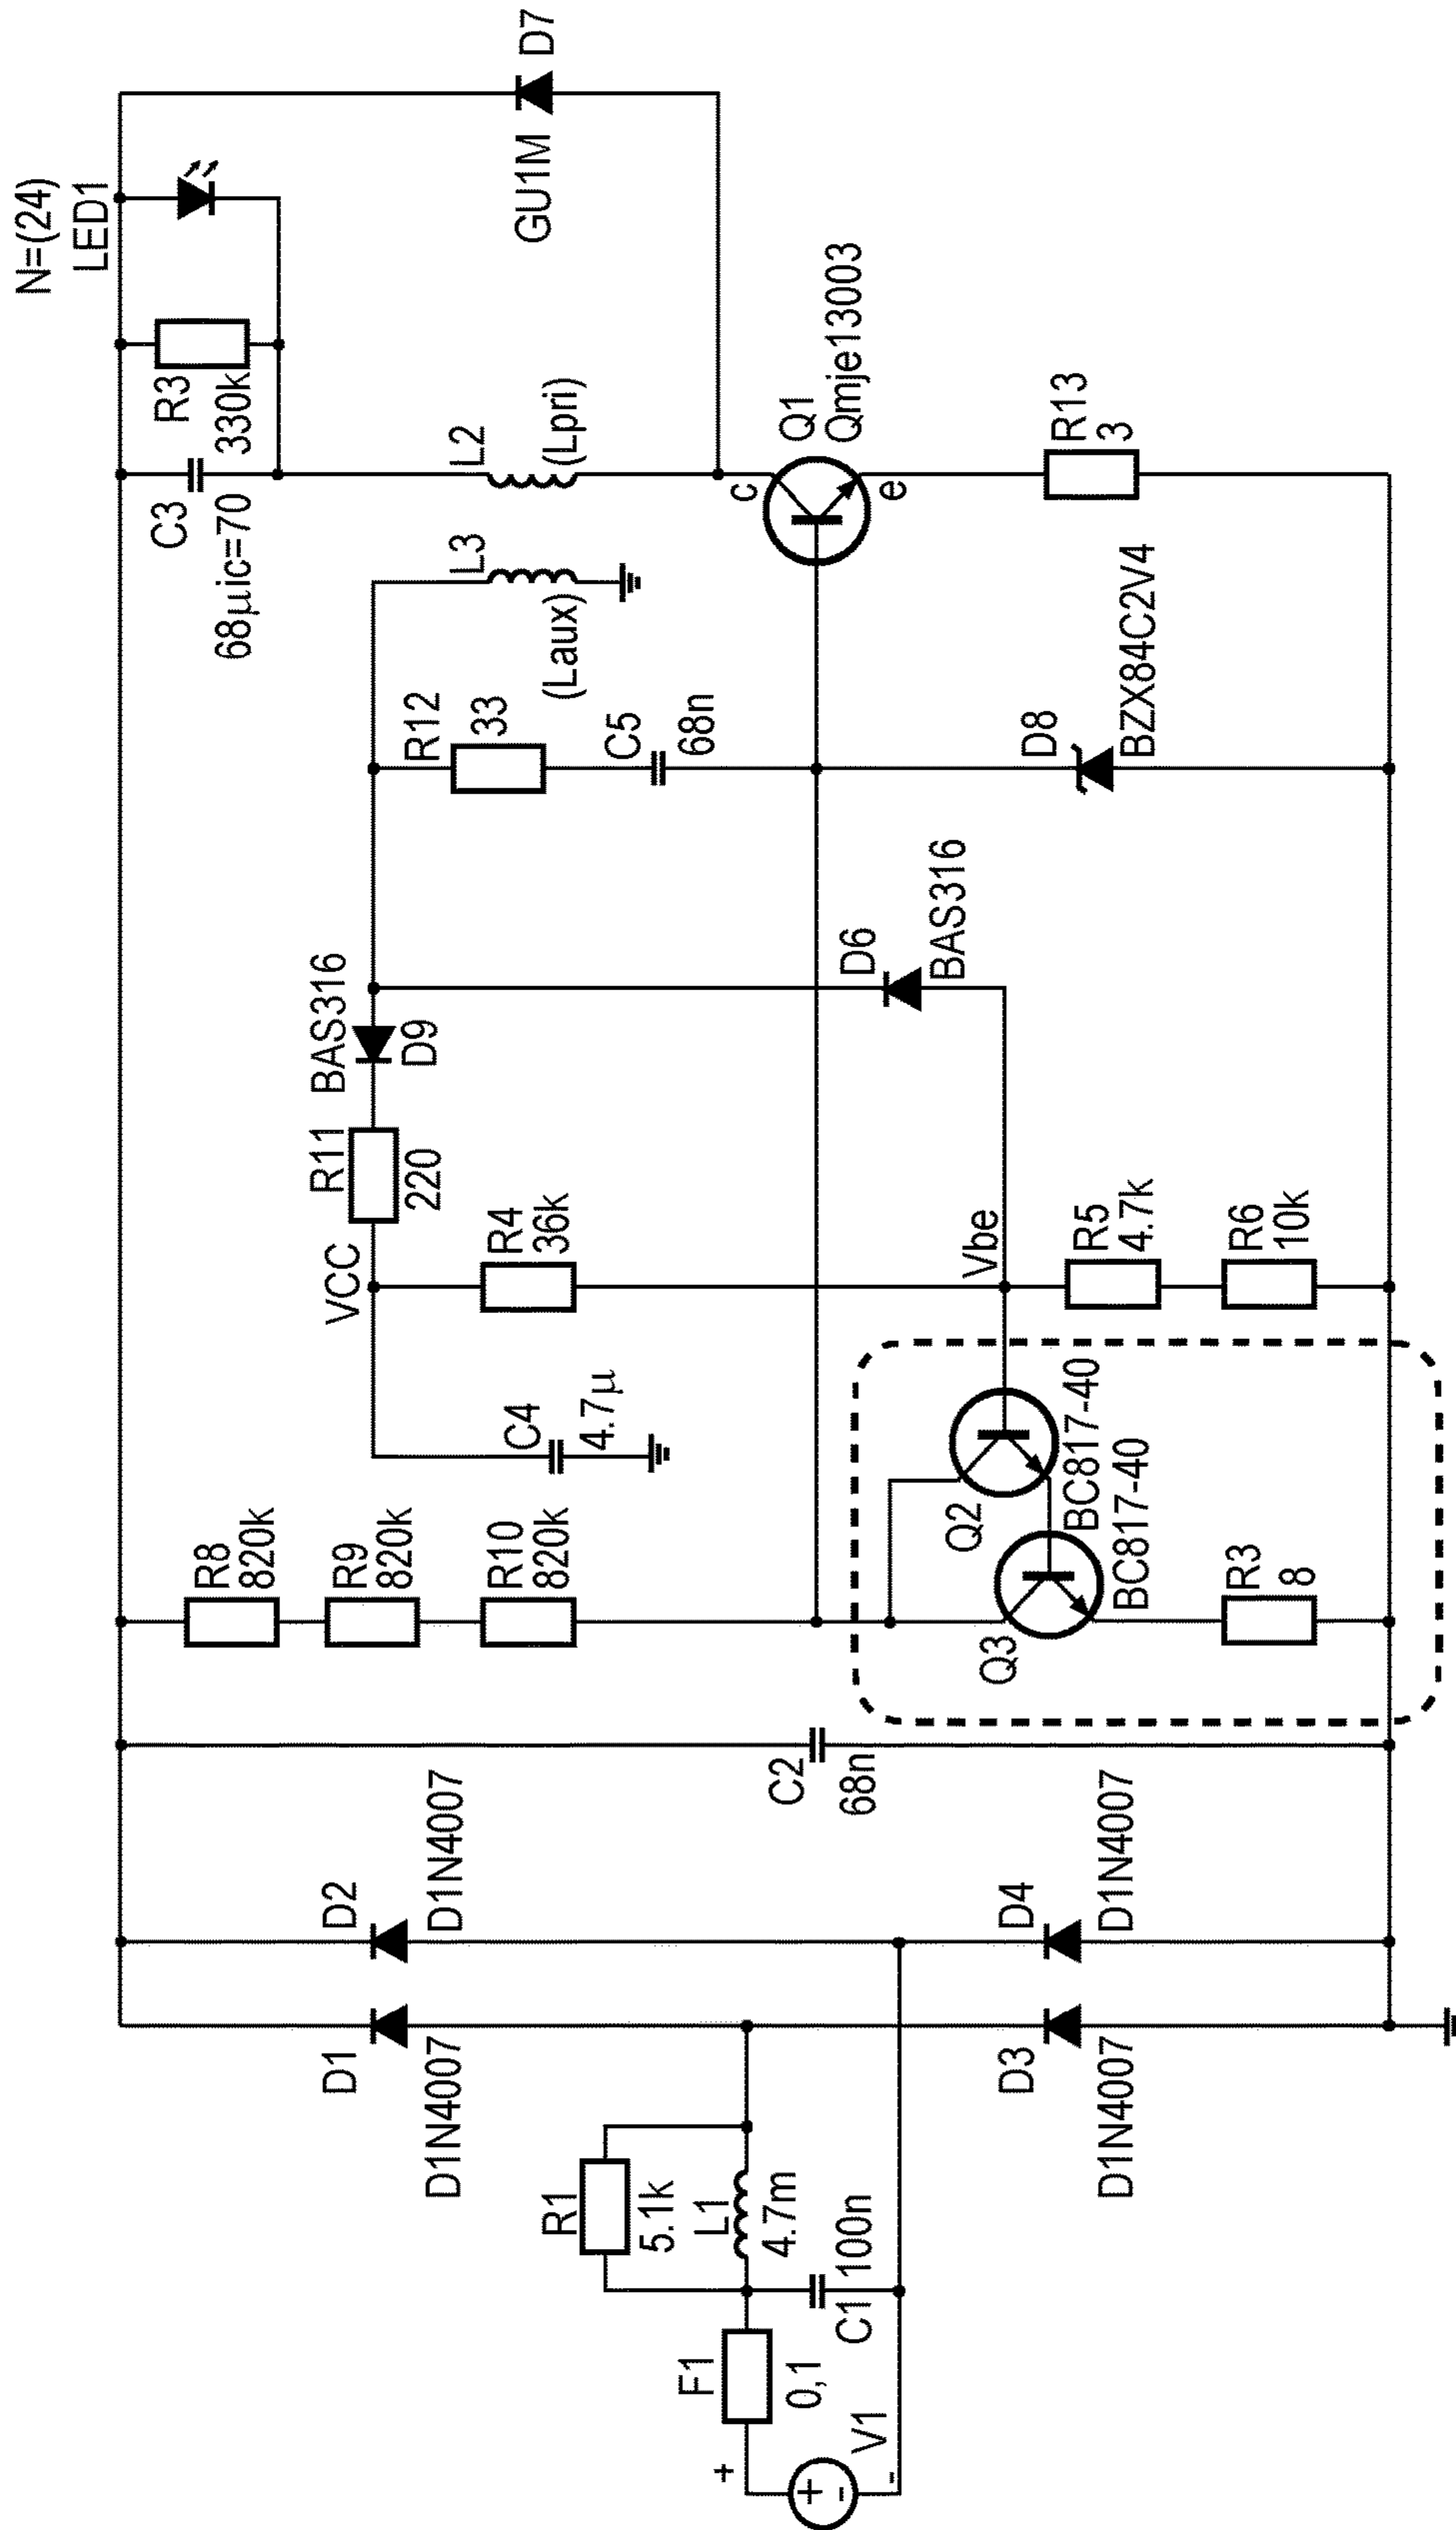 N=(24)
LED1
D7
GU1M
R3
330k
C3
68μic=70
L2
(Lpri)
c
Q1
Qmje13003
e
R13
3
L3
(Laux)
R12
33
C5
68n
D8
BZX84C2V4
BAS316
D9
D6
BAS316
R11
220
VCC
R4
36k
Vbe
R5
4.7k
R6
10k
C4
4.7μ
Q2
BC817-40
Q3
BC817-40
R3
8
R8
820k
R9
820k
R10
820k
C2
68n
D2
D1N4007
D4
D1N4007
D1
D1N4007
D3
D1N4007
R1
5.1k
L1
4.7m
C1
100n
F1
0,1
+
V1
-
+
-